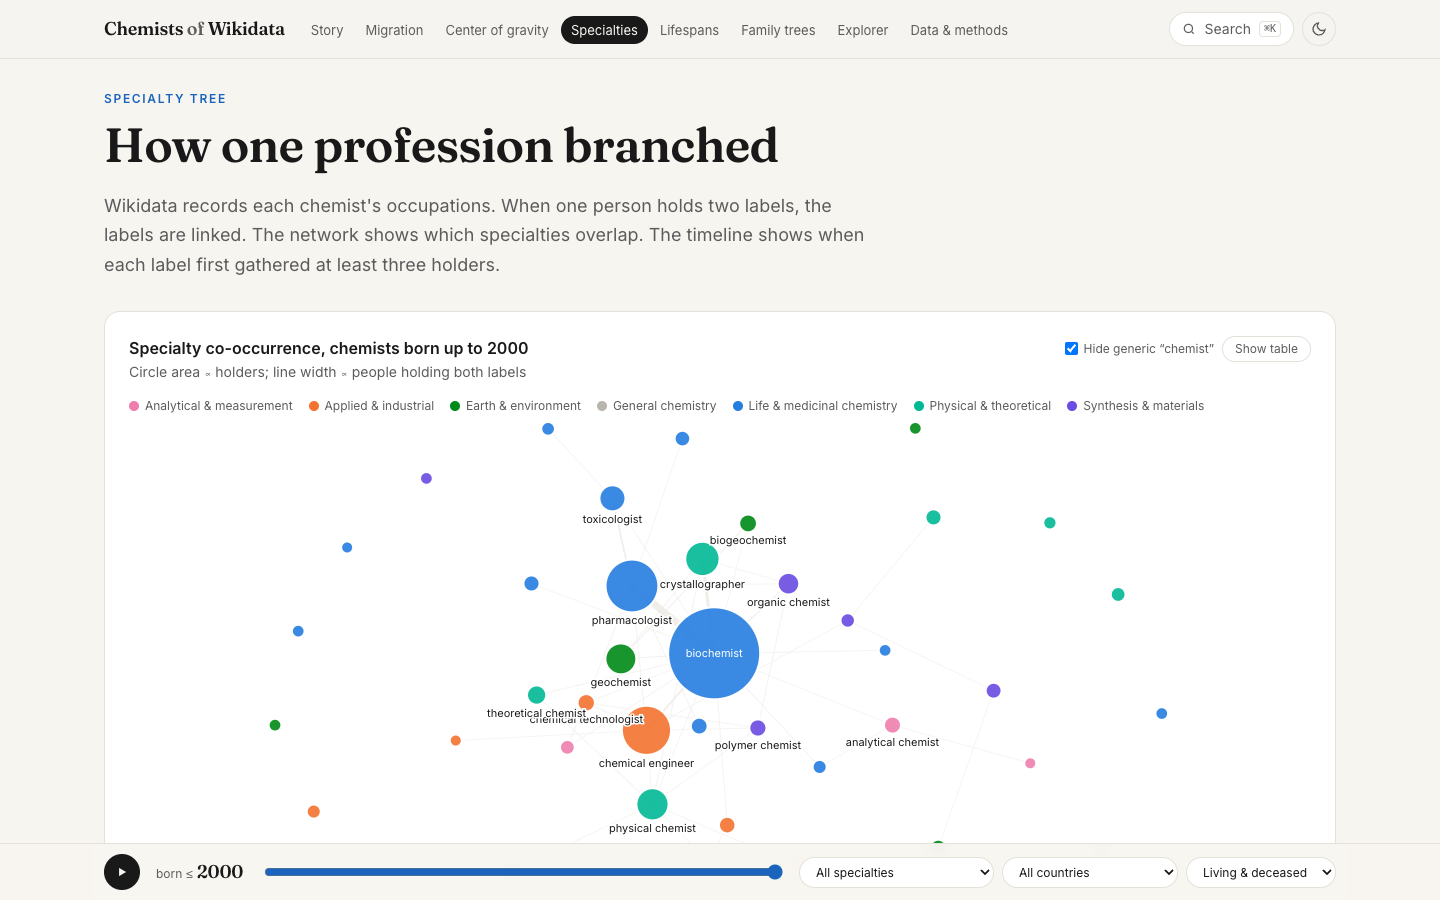 Chemists of Wikidata
Story
Migration
Center of gravity
Specialties
Lifespans
Family trees
Explorer
Data & methods
Search ⌘K
SPECIALTY TREE
How one profession branched
Wikidata records each chemist's occupations. When one person holds two labels, the
labels are linked. The network shows which specialties overlap. The timeline shows when
each label first gathered at least three holders.
Specialty co-occurrence, chemists born up to 2000
Circle area ∝ holders; line width ∝ people holding both labels
Hide generic “chemist”
Show table
Analytical & measurement
Applied & industrial
Earth & environment
General chemistry
Life & medicinal chemistry
Physical & theoretical
Synthesis & materials
toxicologist
biogeochemist
crystallographer
organic chemist
pharmacologist
biochemist
geochemist
theoretical chemist
chemical technologist
polymer chemist
analytical chemist
chemical engineer
physical chemist
born ≤ 2000
All specialties
All countries
Living & deceased